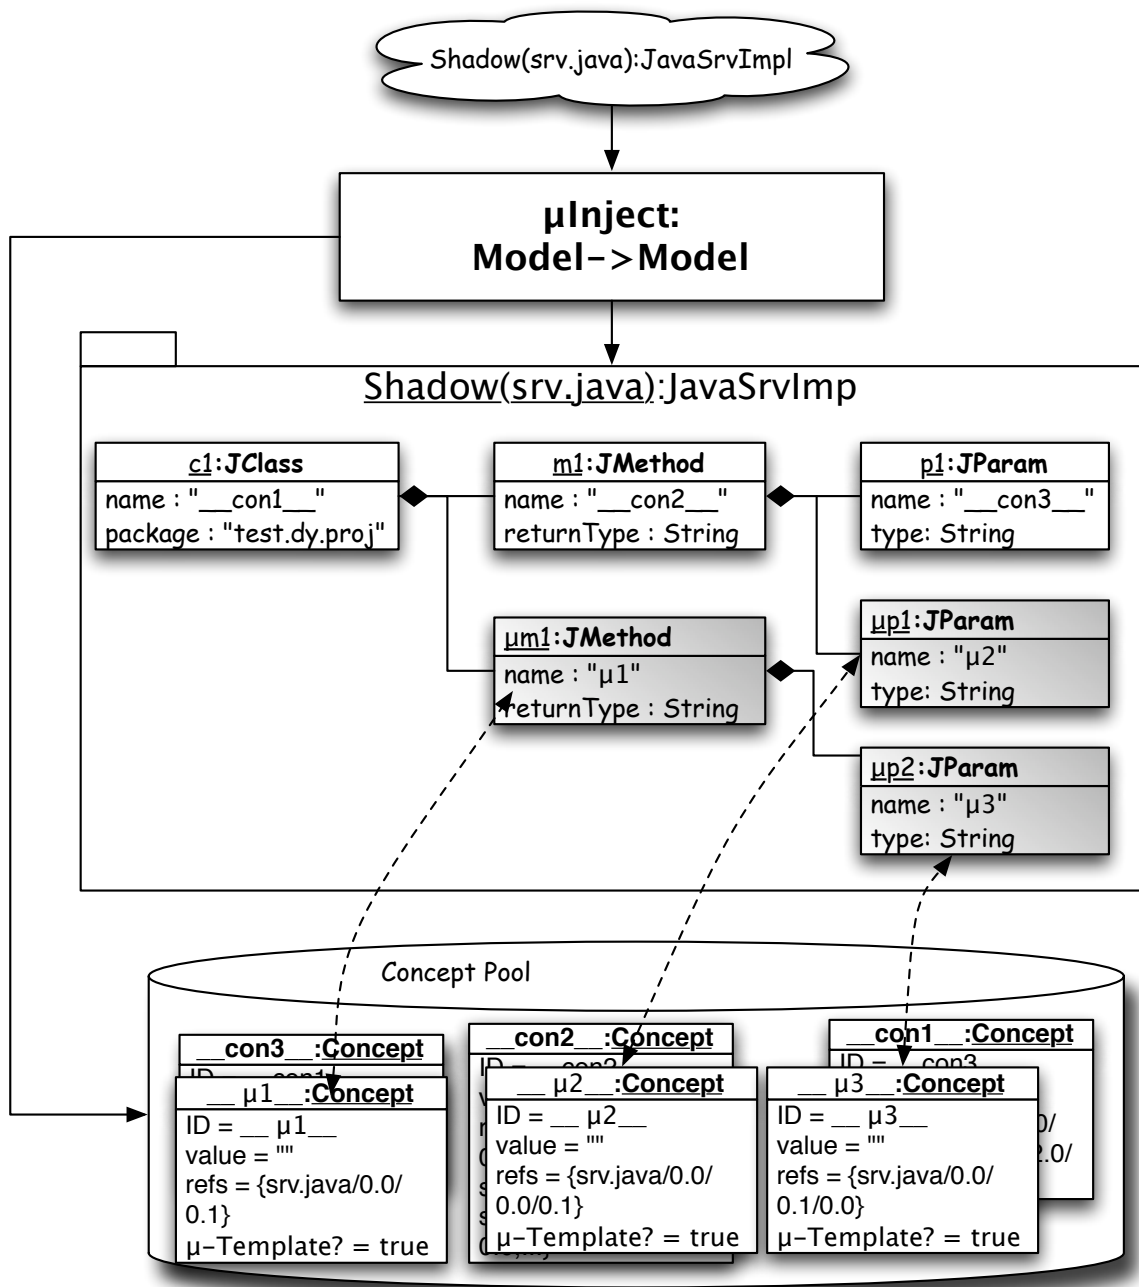 Shadow(srv.java):JavaSrvImpl
µInject:
Model->Model
Shadow(srv.java):JavaSrvImp
c1:JClass
name : "__con1__"
package : "test.dy.proj"
m1:JMethod
name : "__con2__"
returnType : String
p1:JParam
name : "__con3__"
type: String
µm1:JMethod
name : "µ1"
returnType : String
µp1:JParam
name : "µ2"
type: String
µp2:JParam
name : "µ3"
type: String
Concept Pool
__con3__:Concept
__con2__:Concept
__con1__:Concept
ID = __con3
__ µ1__:Concept
ID = __ µ1__
value = ""
refs = {srv.java/0.0/
0.1}
µ-Template? = true
__ µ2__:Concept
ID = __ µ2__
value = ""
refs = {srv.java/0.0/
0.0/0.1}
µ-Template? = true
__ µ3__:Concept
ID = __ µ3__
value = ""
refs = {srv.java/0.0/
0.1/0.0}
µ-Template? = true